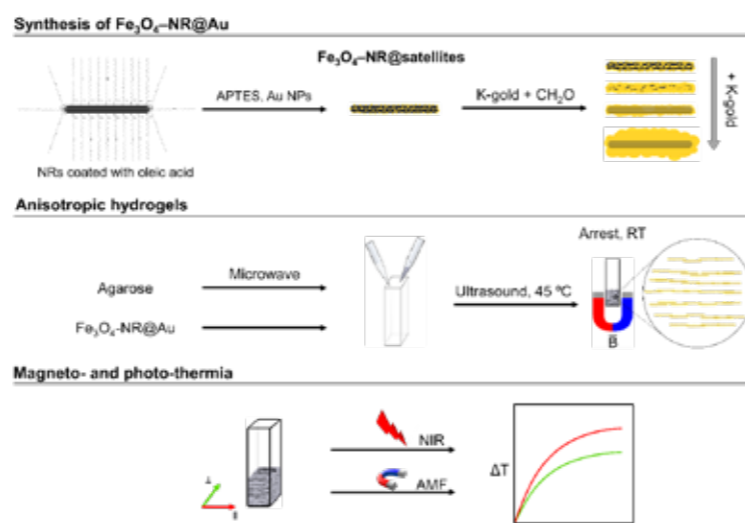 Synthesis of Fe₃O₄–NR@Au
Fe₃O₄–NR@satellites
APTES, Au NPs
K-gold + CH₂O
+ K-gold
NRs coated with oleic acid
Anisotropic hydrogels
Arrest, RT
Microwave
Agarose
Ultrasound, 45 ºC
Fe₃O₄-NR@Au
B
Magneto- and photo-thermia
NIR
ΔT
AMF